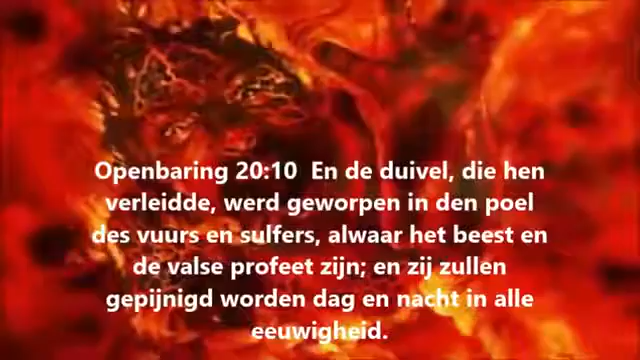 Openbaring 20:10  En de duivel, die hen
verleidde, werd geworpen in den poel
des vuurs en sulfers, alwaar het beest en
de valse profeet zijn; en zij zullen
gepijnigd worden dag en nacht in alle
eeuwigheid.